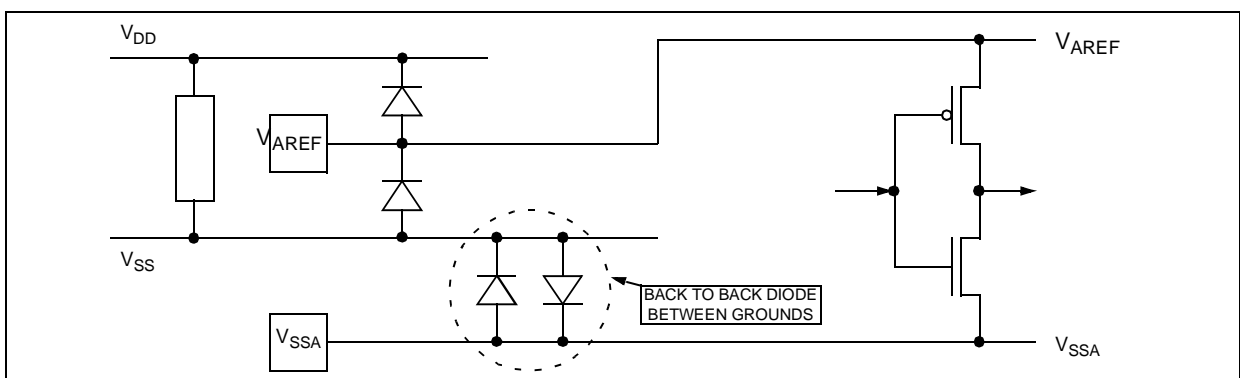 VDD
VAREF
VAREF
VSS
BACK TO BACK DIODE
BETWEEN GROUNDS
VSSA
VSSA